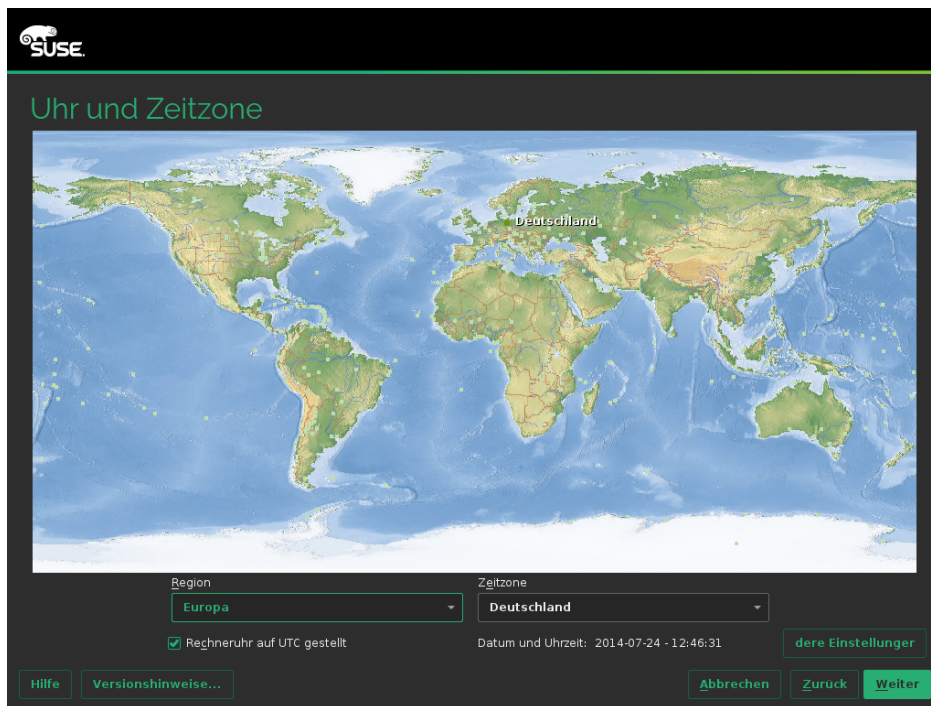 SUSE.
Uhr und Zeitzone
Deutschland
Region
Zeitzone
Europa
Deutschland
Rechneruhr auf UTC gestellt
Datum und Uhrzeit: 2014-07-24 - 12:46:31
dere Einstellunger
Hilfe
Versionshinweise...
Abbrechen
Zurück
Weiter